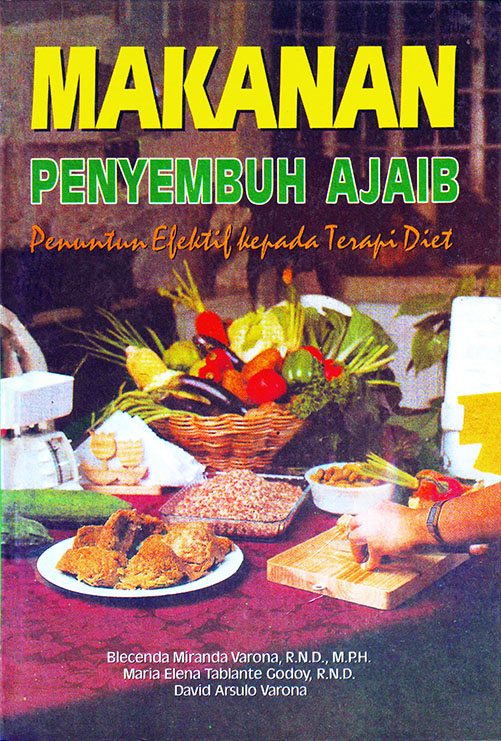 MAKANAN
PENYEMBUH AJAIB
Penuntun Efektif kepada Terapi Diet
Blecenda Miranda Varona, R.N.D., M.P.H.
Maria Elena Tablante Godoy, R.N.D.
David Arsulo Varona